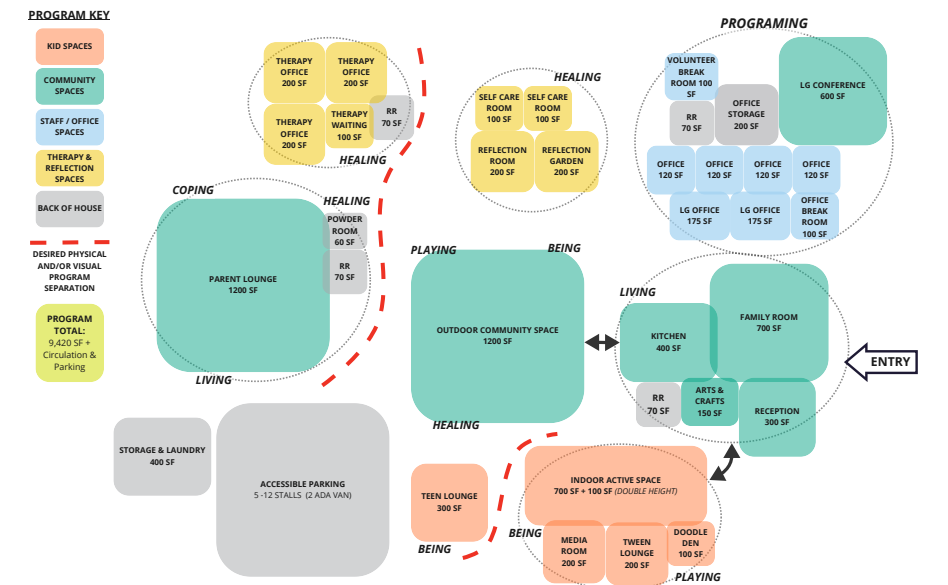 PROGRAM KEY
KID SPACES
COMMUNITY
SPACES
STAFF / OFFICE
SPACES
THERAPY &
REFLECTION
SPACES
BACK OF HOUSE
DESIRED PHYSICAL
AND/OR VISUAL
PROGRAM
SEPARATION
PROGRAM
TOTAL:
9,420 SF +
Circulation &
Parking
THERAPY
OFFICE
200 SF
THERAPY
OFFICE
200 SF
THERAPY
OFFICE
200 SF
THERAPY
WAITING
100 SF
RR
70 SF
HEALING
HEALING
SELF CARE
ROOM
100 SF
SELF CARE
ROOM
100 SF
REFLECTION
ROOM
200 SF
REFLECTION
GARDEN
200 SF
PROGRAMING
VOLUNTEER
BREAK
ROOM 100
SF
LG CONFERENCE
600 SF
RR
70 SF
OFFICE
STORAGE
200 SF
OFFICE
120 SF
OFFICE
120 SF
OFFICE
120 SF
OFFICE
120 SF
LG OFFICE
175 SF
LG OFFICE
175 SF
OFFICE
BREAK
ROOM
100 SF
COPING
HEALING
POWDER
ROOM
60 SF
RR
70 SF
PARENT LOUNGE
1200 SF
LIVING
PLAYING
BEING
OUTDOOR COMMUNITY SPACE
1200 SF
HEALING
LIVING
FAMILY ROOM
700 SF
KITCHEN
400 SF
RR
70 SF
ARTS &
CRAFTS
150 SF
RECEPTION
300 SF
ENTRY
STORAGE & LAUNDRY
400 SF
ACCESSIBLE PARKING
5 -12 STALLS (2 ADA VAN)
TEEN LOUNGE
300 SF
BEING
INDOOR ACTIVE SPACE
700 SF + 100 SF (DOUBLE HEIGHT)
BEING
MEDIA
ROOM
200 SF
TWEEN
LOUNGE
200 SF
DOODLE
DEN
100 SF
PLAYING